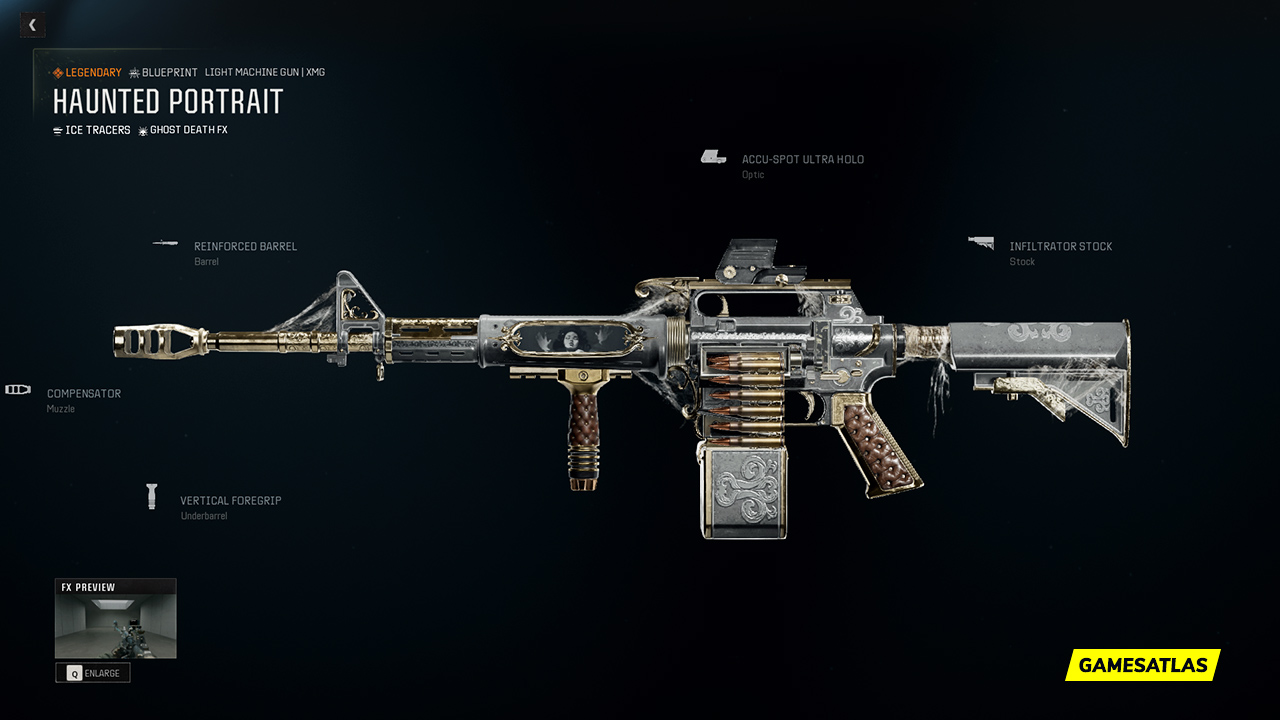 LEGENDARY BLUEPRINT LIGHT MACHINE GUN | XMG
HAUNTED PORTRAIT
ICE TRACERS GHOST DEATH FX
ACCU-SPOT ULTRA HOLO
Optic
REINFORCED BARREL
Barrel
INFILTRATOR STOCK
Stock
COMPENSATOR
Muzzle
VERTICAL FOREGRIP
Underbarrel
FX PREVIEW
Q ENLARGE
GAMESATLAS